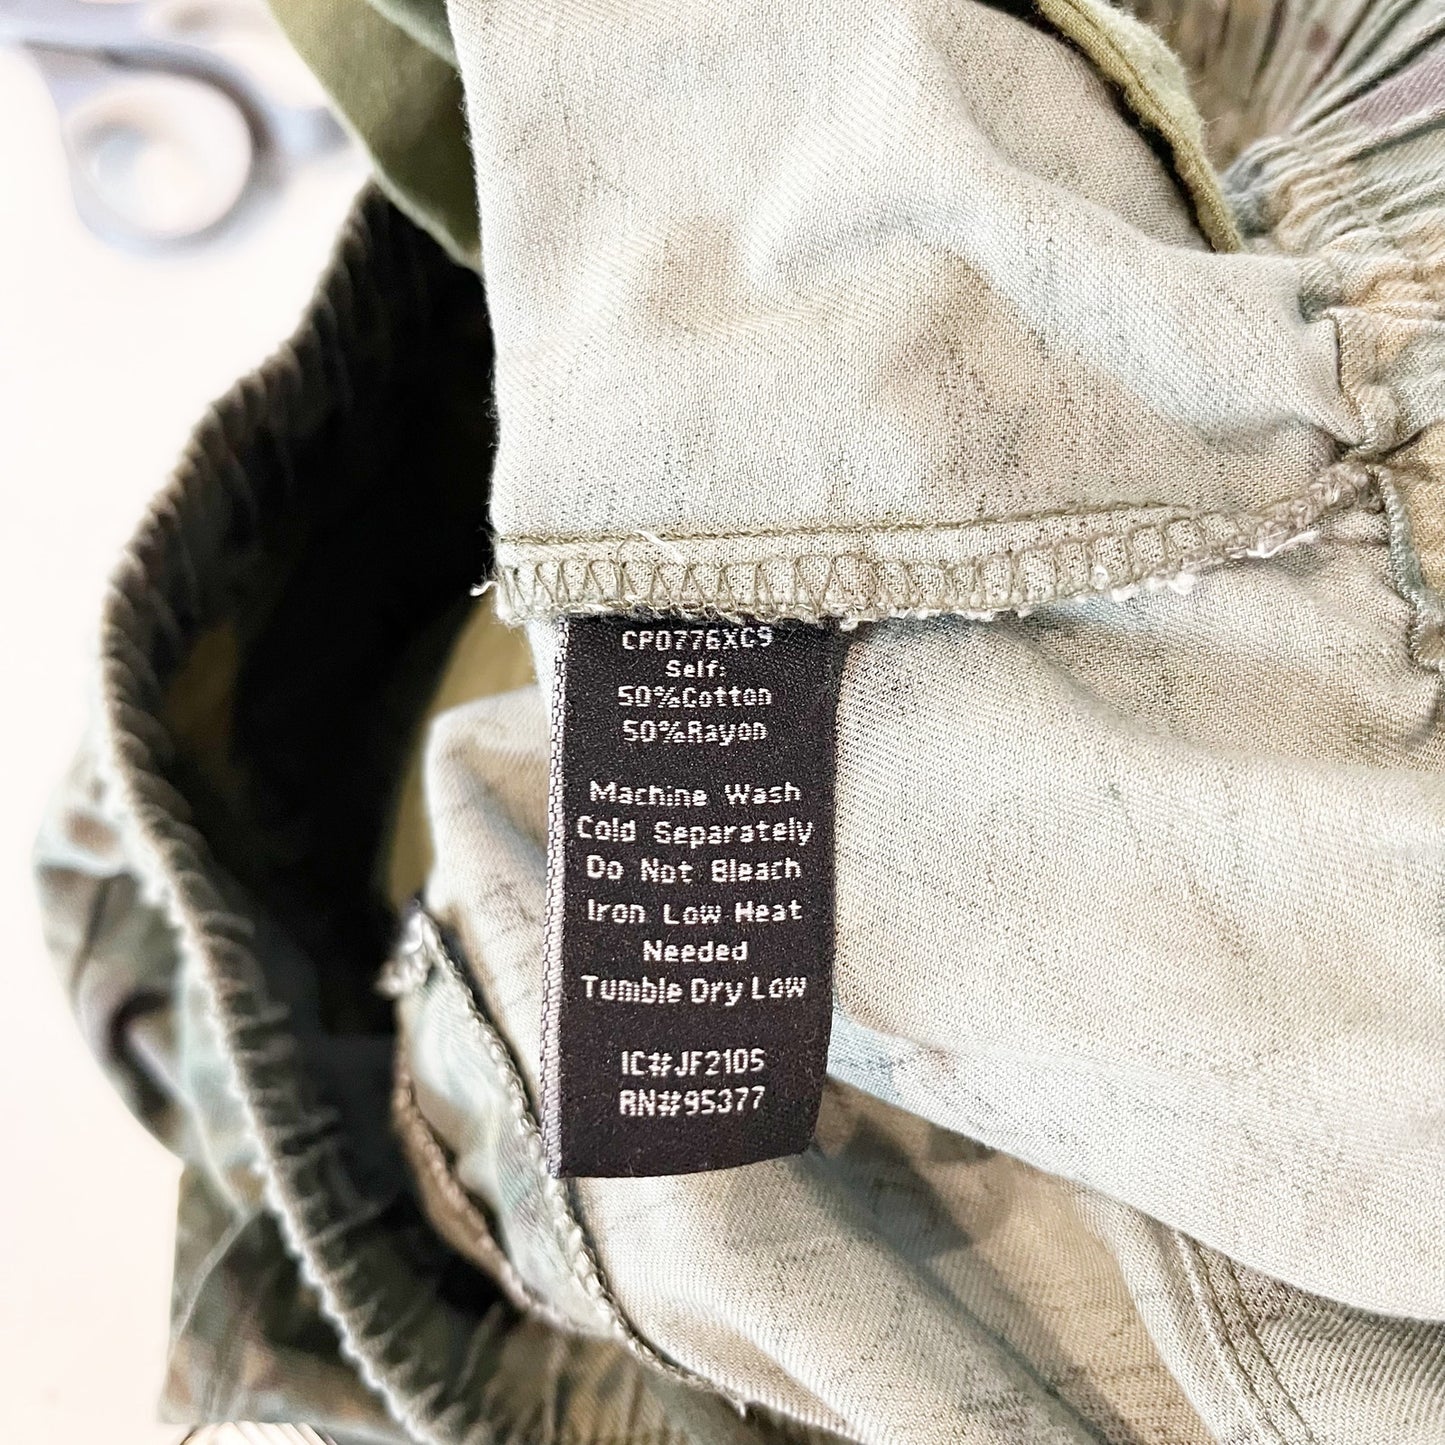 CP0776XC9
Self:
50%Cotton
50%Rayon
Machine Wash
Cold Separately
Do Not Bleach
Iron Low Heat
Needed
Tumble Dry Low
IC#JF2105
RN#95377